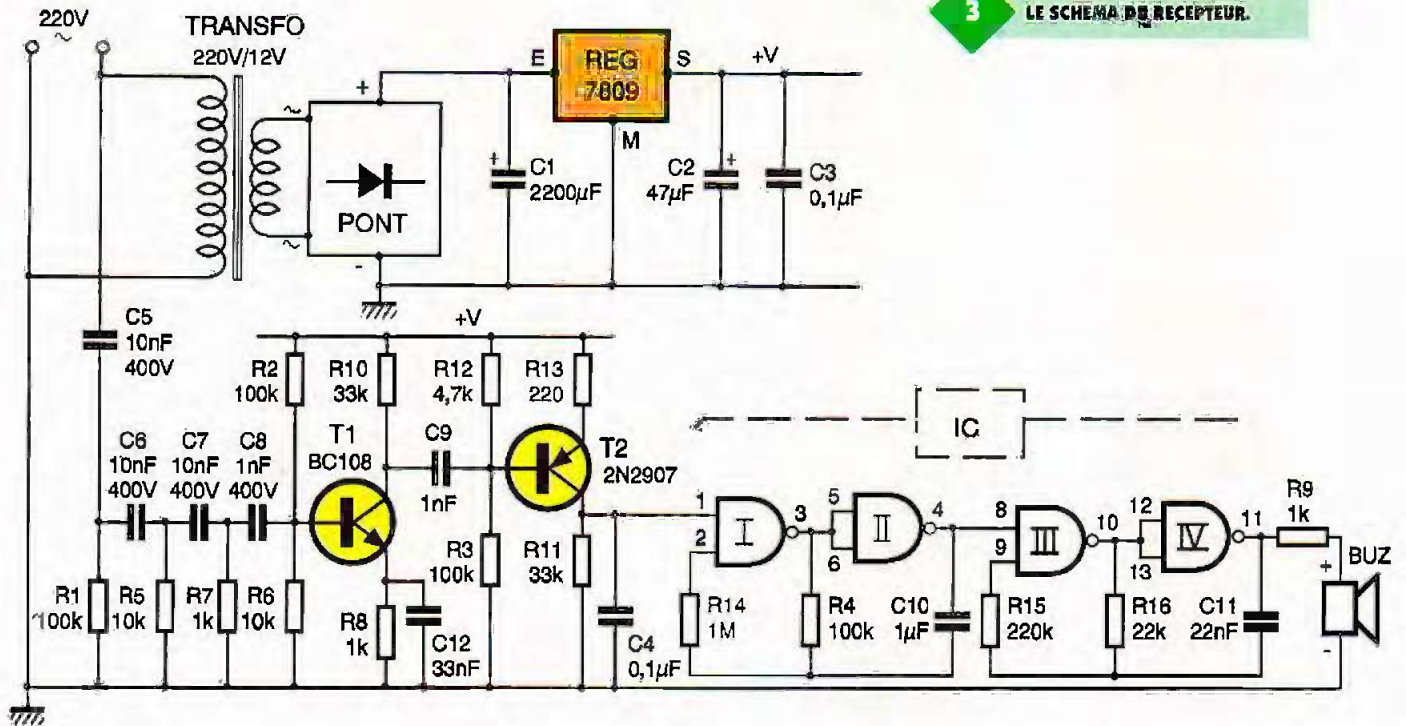 3
LE SCHEMA DU RECEPTEUR.
220V
~
TRANSFO
220V/12V
+
~
~
-
PONT
E
REG
7809
S
M
+V
+
C1
2200µF
C2
47µF
+
C3
0,1µF
C5
10nF
400V
+V
R2
100k
R10
33k
R12
4,7k
R13
220
C6
10nF
400V
C7
10nF
400V
C8
1nF
400V
T1
BC108
C9
1nF
T2
2N2907
IC
R1
100k
R5
10k
R7
1k
R6
10k
R8
1k
C12
33nF
R3
100k
R11
33k
C4
0,1µF
1
2
I
3
5
6
II
4
8
9
III
10
12
13
IV
11
R9
1k
BUZ
+
-
R14
1M
R4
100k
C10
1µF
R15
220k
R16
22k
C11
22nF